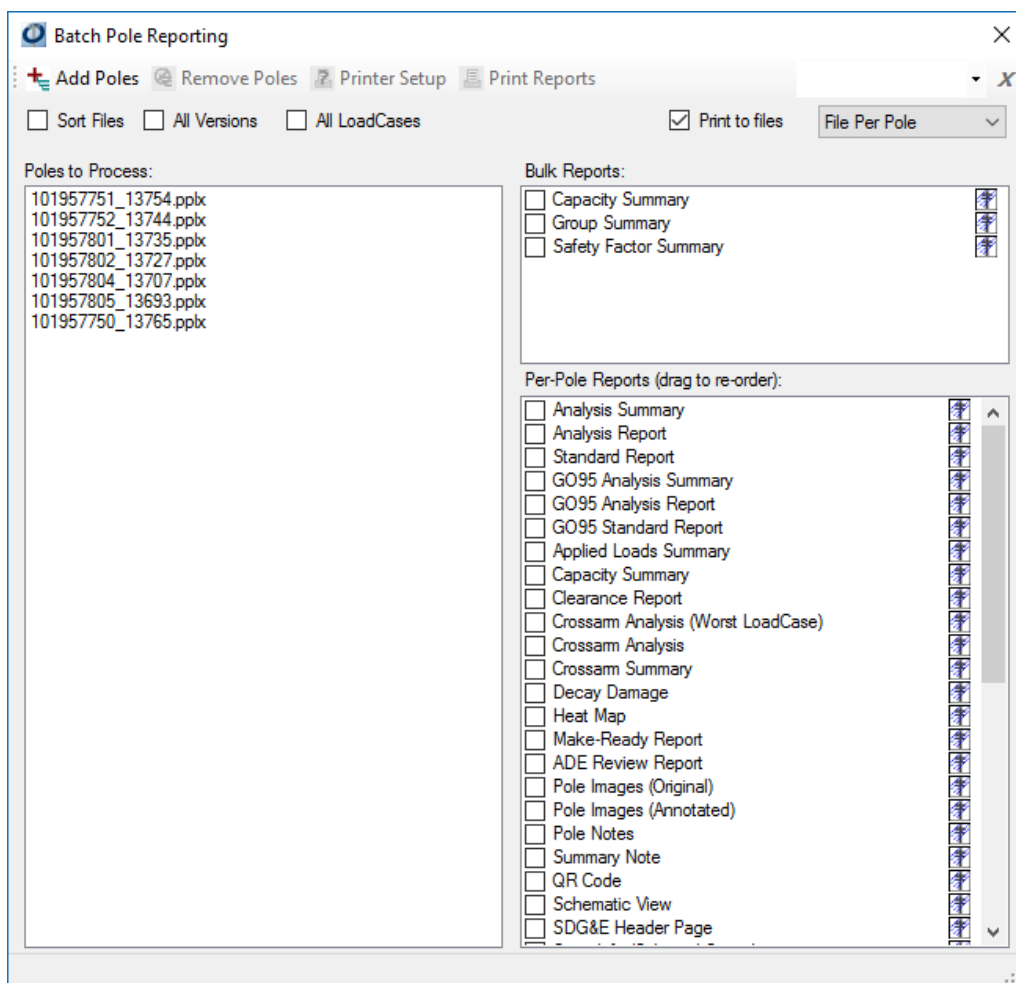 Batch Pole Reporting
Add Poles Remove Poles Printer Setup Print Reports X
Sort Files All Versions All LoadCases Print to files File Per Pole
Poles to Process:
101957751_13754.pplx
101957752_13744.pplx
101957801_13735.pplx
101957802_13727.pplx
101957804_13707.pplx
101957805_13693.pplx
101957750_13765.pplx
Bulk Reports:
Capacity Summary
Group Summary
Safety Factor Summary
Per-Pole Reports (drag to re-order):
Analysis Summary
Analysis Report
Standard Report
GO95 Analysis Summary
GO95 Analysis Report
GO95 Standard Report
Applied Loads Summary
Capacity Summary
Clearance Report
Crossarm Analysis (Worst LoadCase)
Crossarm Analysis
Crossarm Summary
Decay Damage
Heat Map
Make-Ready Report
ADE Review Report
Pole Images (Original)
Pole Images (Annotated)
Pole Notes
Summary Note
QR Code
Schematic View
SDG&E Header Page